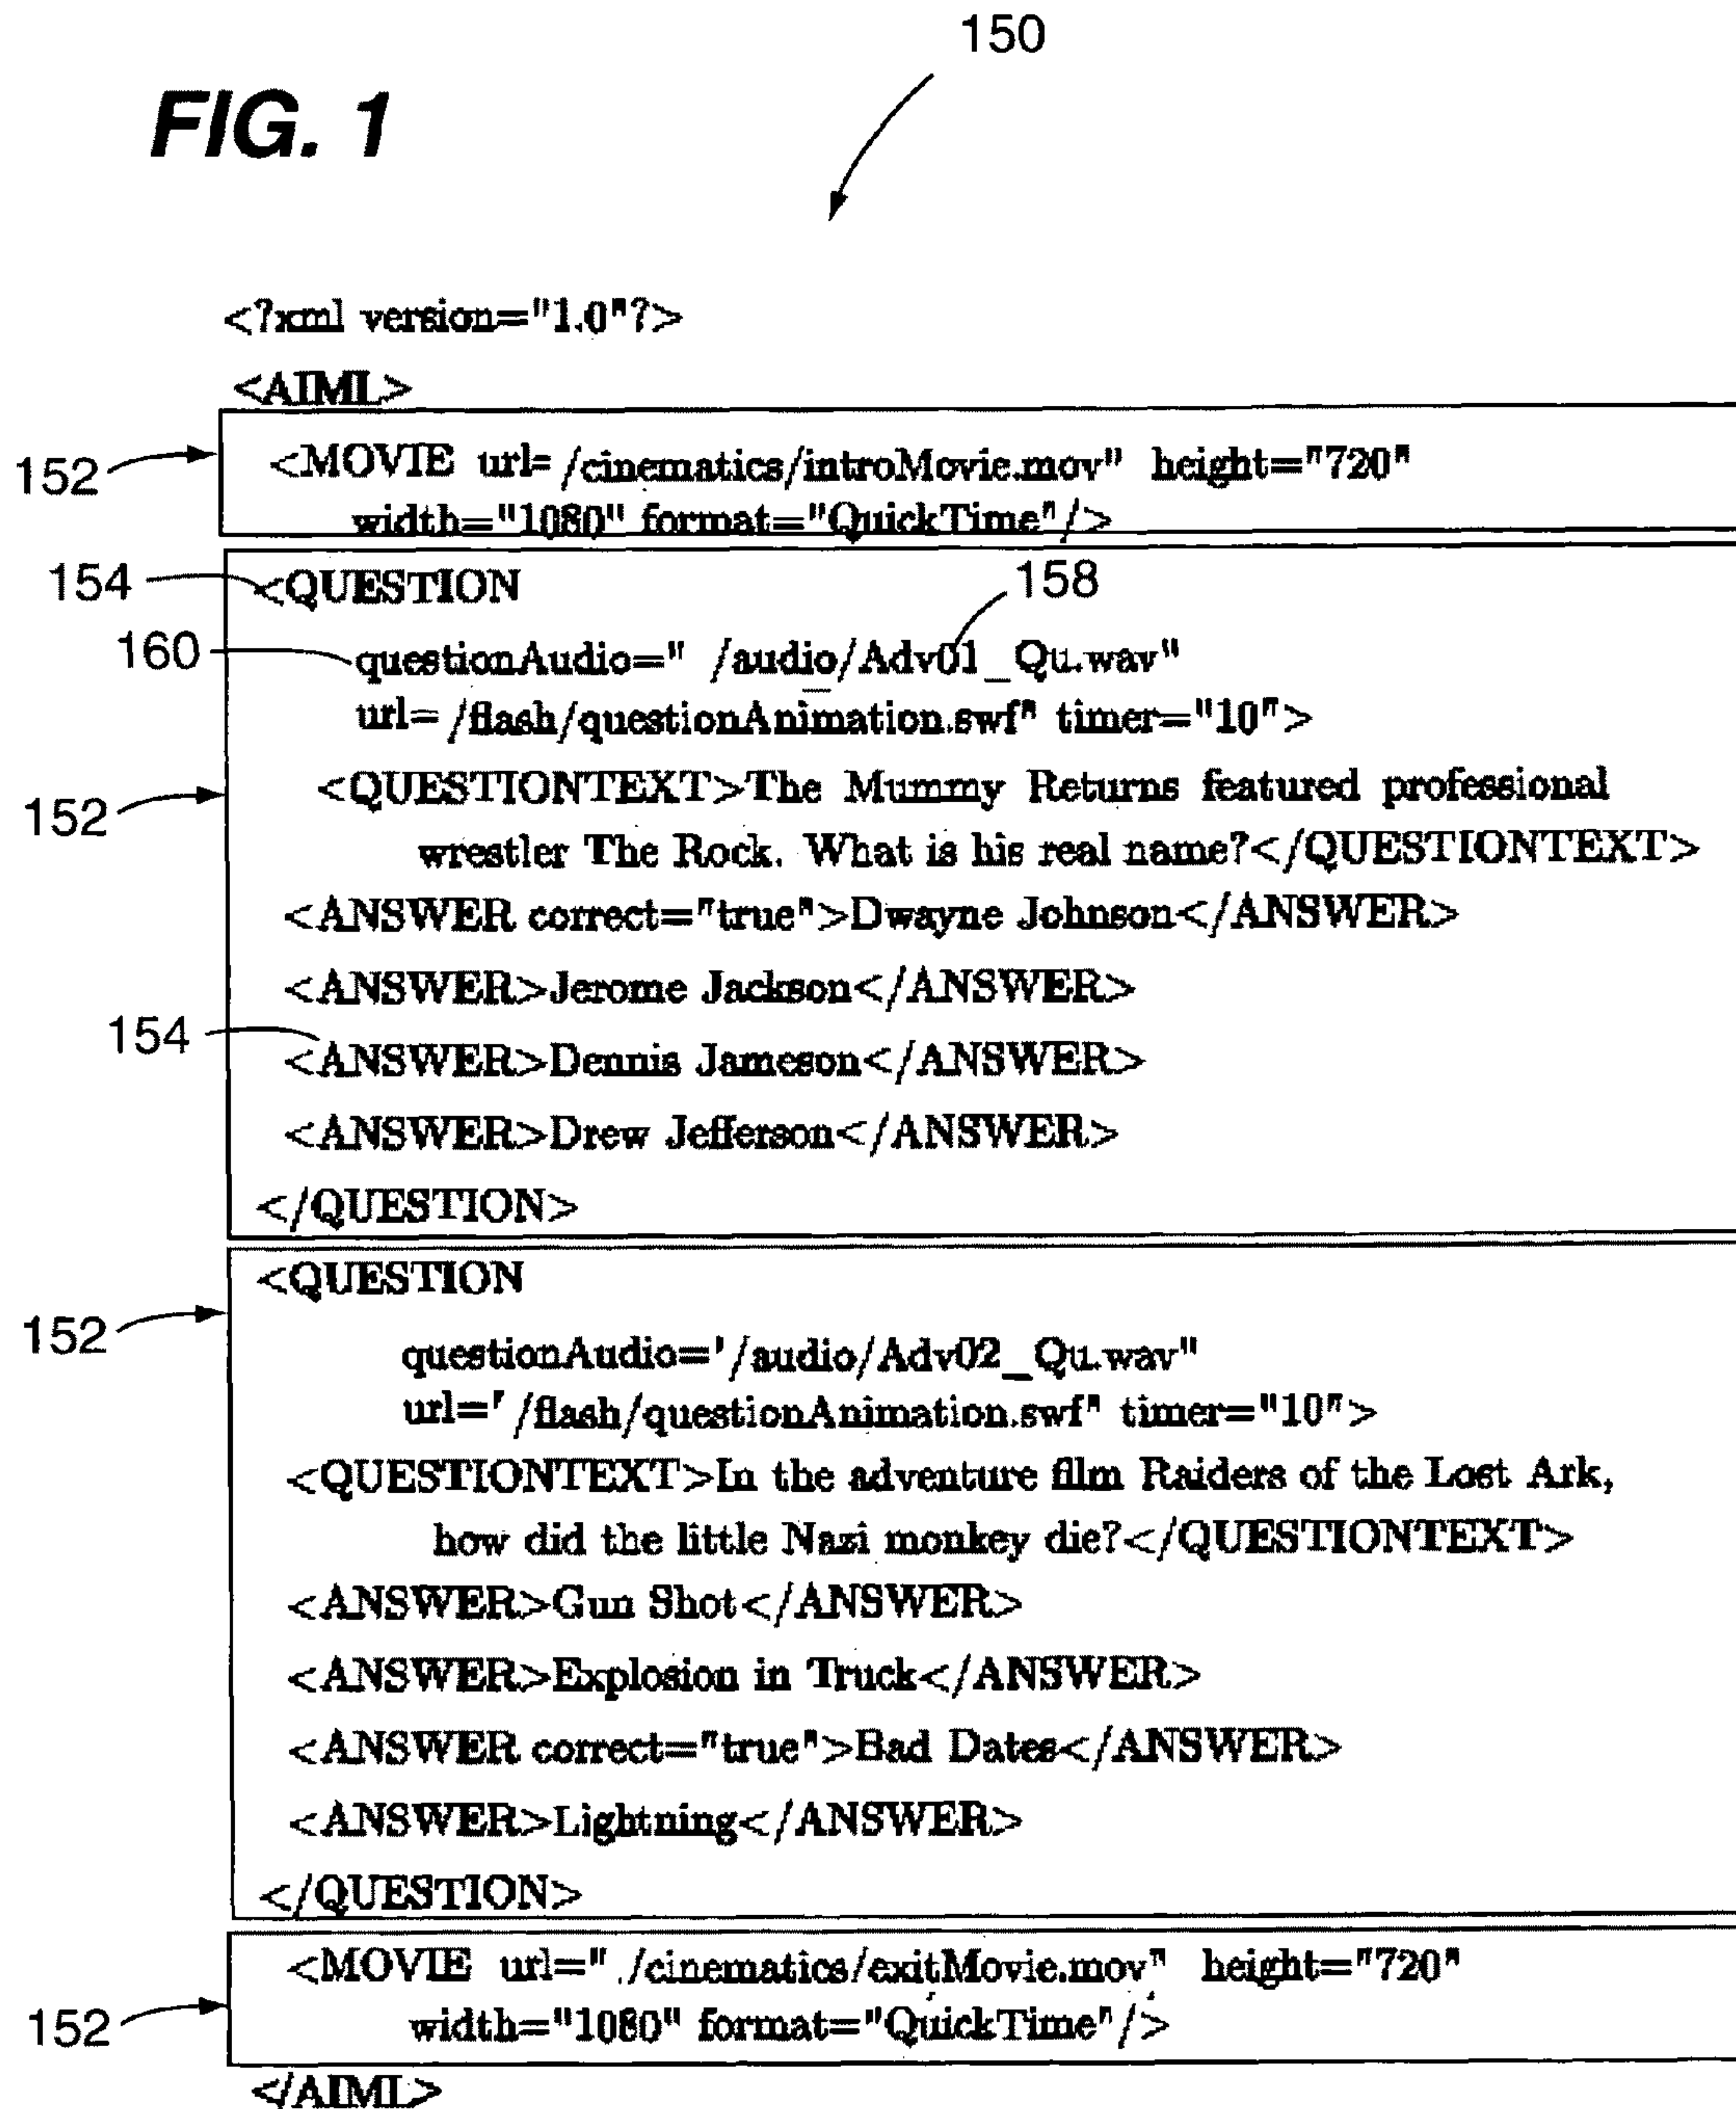 150
FIG. 1
<?xml version="1.0"?>
<AIML>
152
<MOVIE url= /cinematics/introMovie.mov" height="720"
width="1080" format="QuickTime"/>
154
<QUESTION
158
160
questionAudio=" /audio/Adv01_Qu.wav"
url= /flash/questionAnimation.swf" timer="10">
152
<QUESTIONTEXT>The Mummy Returns featured professional
wrestler The Rock. What is his real name?</QUESTIONTEXT>
<ANSWER correct="true">Dwayne Johnson</ANSWER>
<ANSWER>Jerome Jackson</ANSWER>
154
<ANSWER>Dennis Jameson</ANSWER>
<ANSWER>Drew Jefferson</ANSWER>
</QUESTION>
<QUESTION
152
questionAudio='/audio/Adv02_Qu.wav"
url='/flash/questionAnimation.swf" timer="10">
<QUESTIONTEXT>In the adventure film Raiders of the Lost Ark,
how did the little Nazi monkey die?</QUESTIONTEXT>
<ANSWER>Gun Shot</ANSWER>
<ANSWER>Explosion in Truck</ANSWER>
<ANSWER correct="true">Bad Dates</ANSWER>
<ANSWER>Lightning</ANSWER>
</QUESTION>
<MOVIE url="./cinematics/exitMovie.mov" height="720"
152
width="1080" format="QuickTime"/>
</AIML>